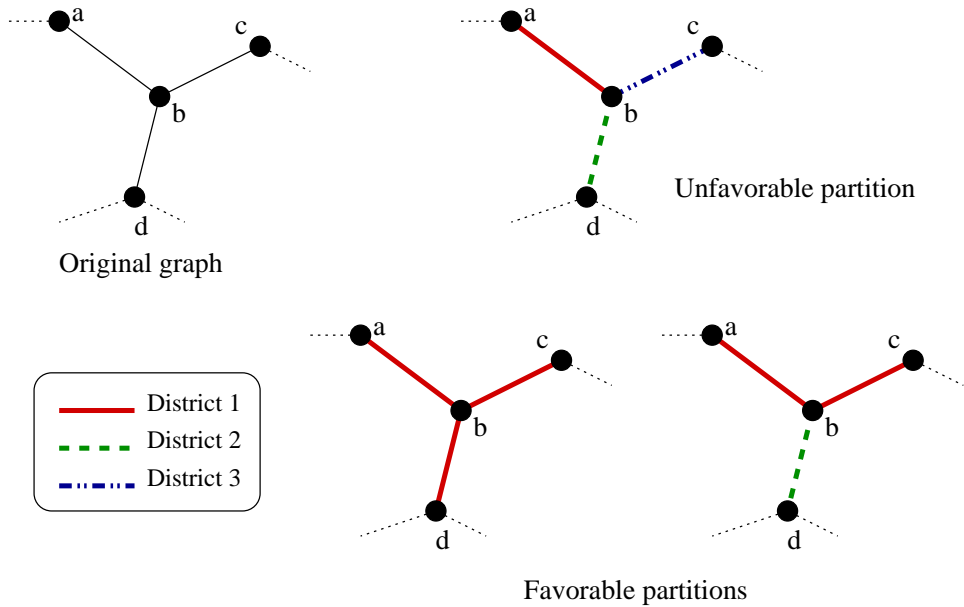 a
c
b
d
Original graph
a
c
b
d
Unfavorable partition
District 1
District 2
District 3
a
c
b
d
a
c
b
d
Favorable partitions